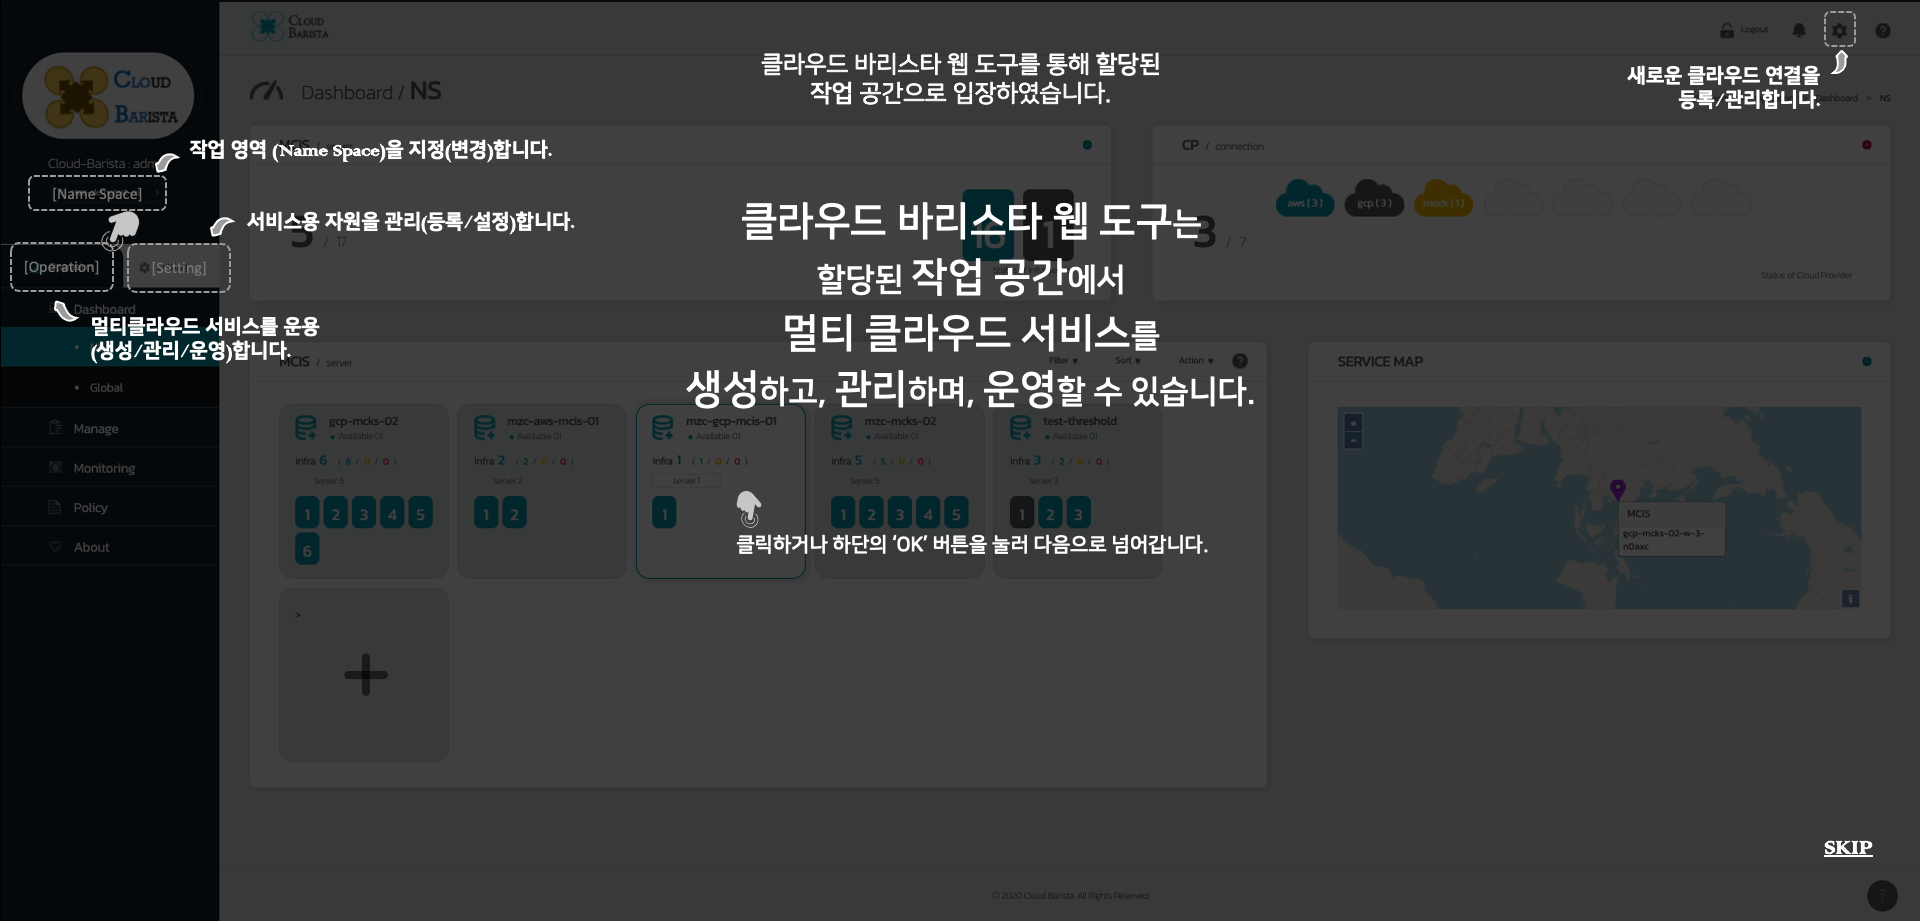 CLOUD
BARISTA
Logout
클라우드 바리스타 웹 도구를 통해 할당된
작업 공간으로 입장하였습니다.
새로운 클라우드 연결을
등록/관리합니다.
Dashboard > NS
CLOUD
BARISTA
Dashboard / NS
작업 영역 (Name Space)을 지정(변경)합니다.
Cloud-Barista : adm
[Name Space]
CP / connection
aws ( 3 )
gcp ( 3 )
mock ( 1 )
서비스용 자원을 관리(등록/설정)합니다.
5 / 17
16
1
3 / 7
Status of Cloud Provider
클라우드 바리스타 웹 도구는
할당된 작업 공간에서
멀티 클라우드 서비스를
생성하고, 관리하며, 운영할 수 있습니다.
[Operation]
[Setting]
Dashboard
멀티클라우드 서비스를 운용
(생성/관리/운영)합니다.
Global
Manage
Monitoring
Policy
About
MCIS / server
Filter
Sort
Action
?
gcp-mcks-02
Available 01
infra 6 ( 6 / 0 / 0 )
server 6
1 2 3 4 5
6
mzc-aws-mcis-01
Available 01
infra 2 ( 2 / 0 / 0 )
server 2
1 2
mzc-gcp-mcis-01
Available 01
infra 1 ( 1 / 0 / 0 )
server 1
1
mzc-mcks-02
Available 01
infra 5 ( 5 / 0 / 0 )
server 5
1 2 3 4 5
test-threshold
Available 01
infra 3 ( 2 / 0 / 0 )
server 3
1 2 3
클릭하거나 하단의 ‘OK’ 버튼을 눌러 다음으로 넘어갑니다.
>
SERVICE MAP
+
-
MCIS
gcp-mcks-02-w-3-
n0axc
i
SKIP
© 2020 Cloud Barista. All Rights Reserved